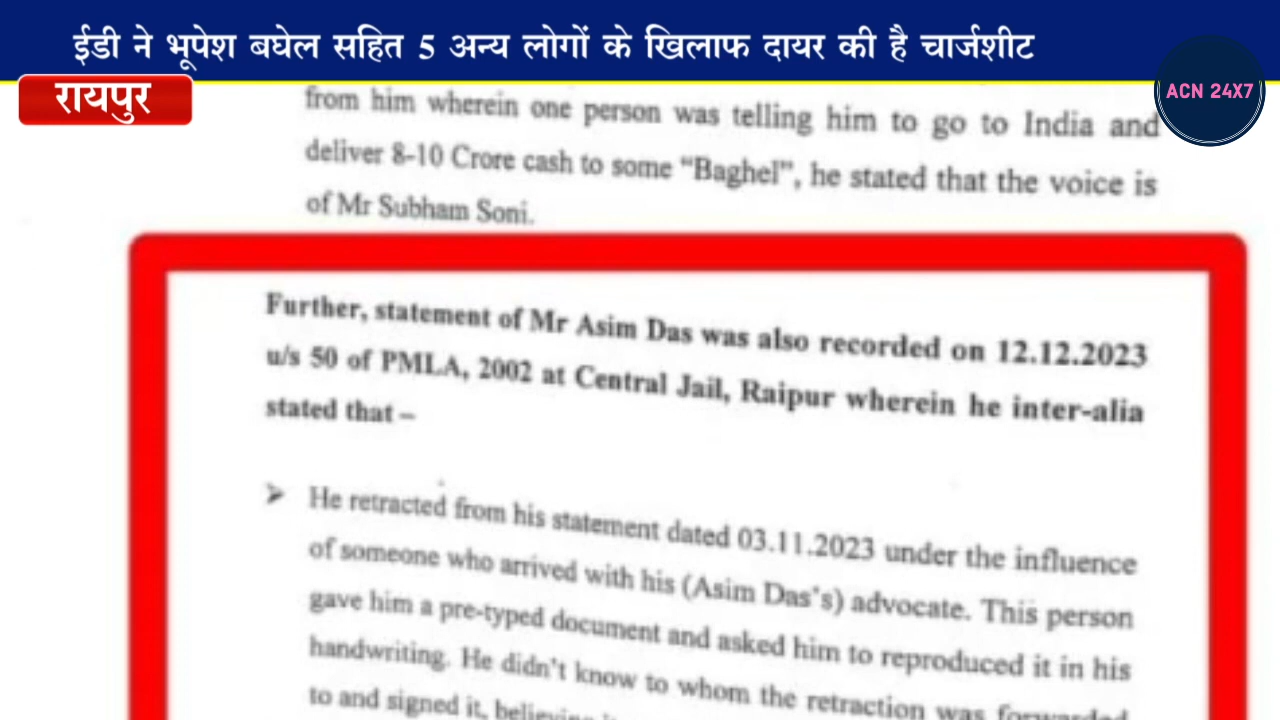 ईडी ने भूपेश बघेल सहित 5 अन्य लोगों के खिलाफ दायर की है चार्जशीट
रायपुर
ACN 24X7
from him wherein one person was telling him to go to India and
deliver 8-10 Crore cash to some “Baghel”, he stated that the voice is
of Mr Subham Soni.
Further, statement of Mr Asim Das was also recorded on 12.12.2023
u/s 50 of PMLA, 2002 at Central Jail, Raipur wherein he inter-alia
stated that –
➢ He retracted from his statement dated 03.11.2023 under the influence
of someone who arrived with his (Asim Das’s) advocate. This person
gave him a pre-typed document and asked him to reproduced it in his
handwriting. He didn’t know to whom the retraction was forwarded
to and signed it, believing